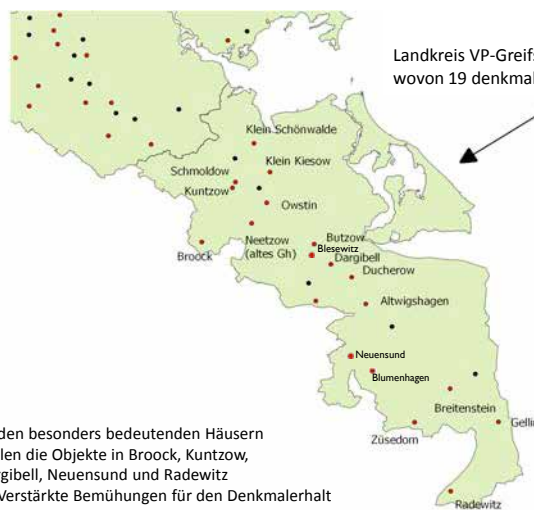 Landkreis VP-Greifs
wovon 19 denkmal
Klein Schönwalde
Schmoldow
Klein Kiesow
Kuntzow
Owstin
Broock
Neetzow
(altes Gh)
Butzow
Blesewitz
Dargibell
Ducherow
Altwigshagen
Neuensund
Blumenhagen
Breitenstein
Züsedom
Gellin
Radewitz
den besonders bedeutenden Häusern
len die Objekte in Broock, Kuntzow,
rgibell, Neuensund und Radewitz
Verstärkte Bemühungen für den Denkmalerhalt